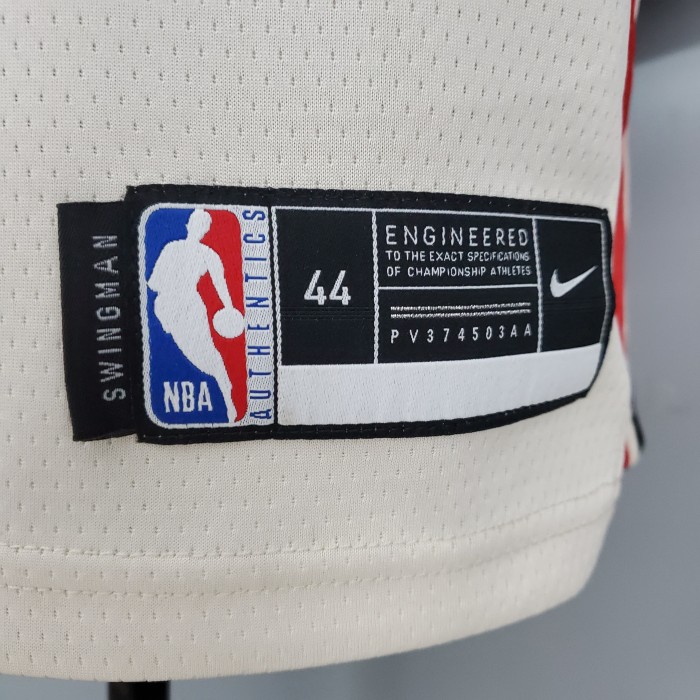 SWINGMAN
NBA
AUTHENTICS
44
ENGINEERED
TO THE EXACT SPECIFICATIONS
OF CHAMPIONSHIP ATHLETES
PV374503AA